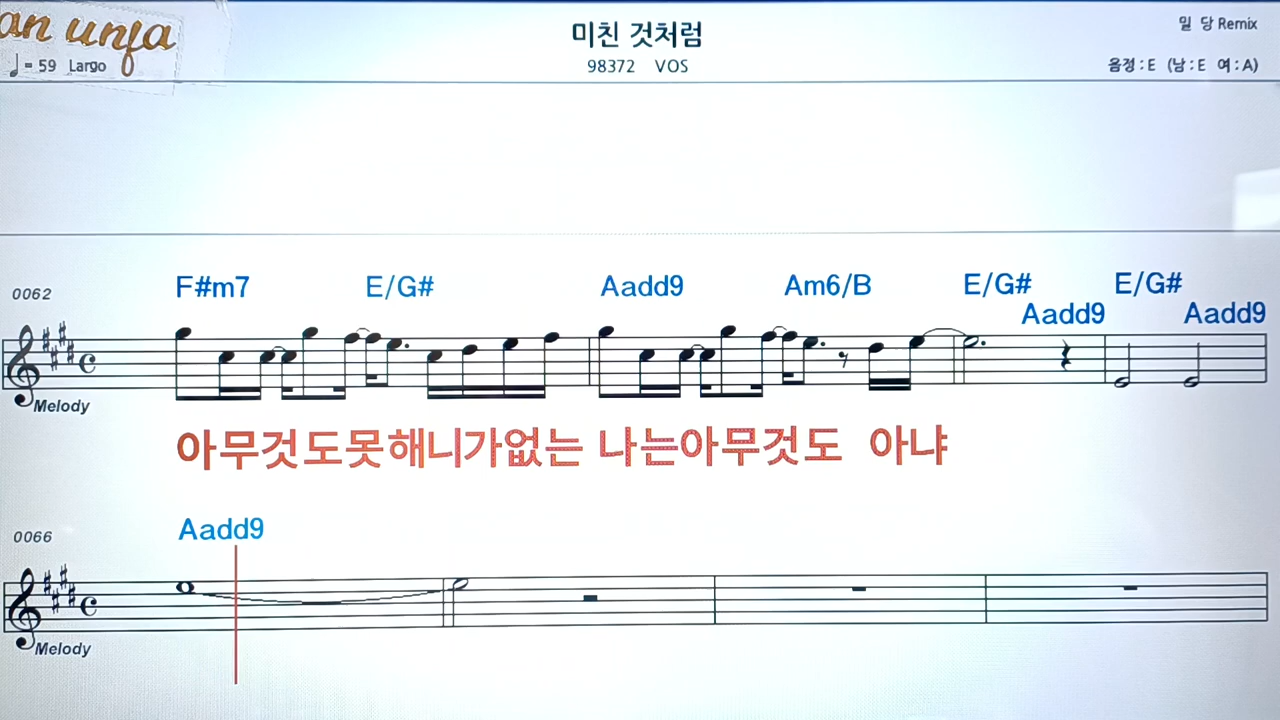 an unfa
♩= 59 Largo
미친 것처럼
98372 VOS
밀 당 Remix
음정 : E (남 : E 여 : A)
0062
F#m7 E/G# Aadd9 Am6/B E/G# Aadd9 E/G# Aadd9
Melody
아무것도못해니가없는 나는아무것도 아냐
0066
Aadd9
Melody